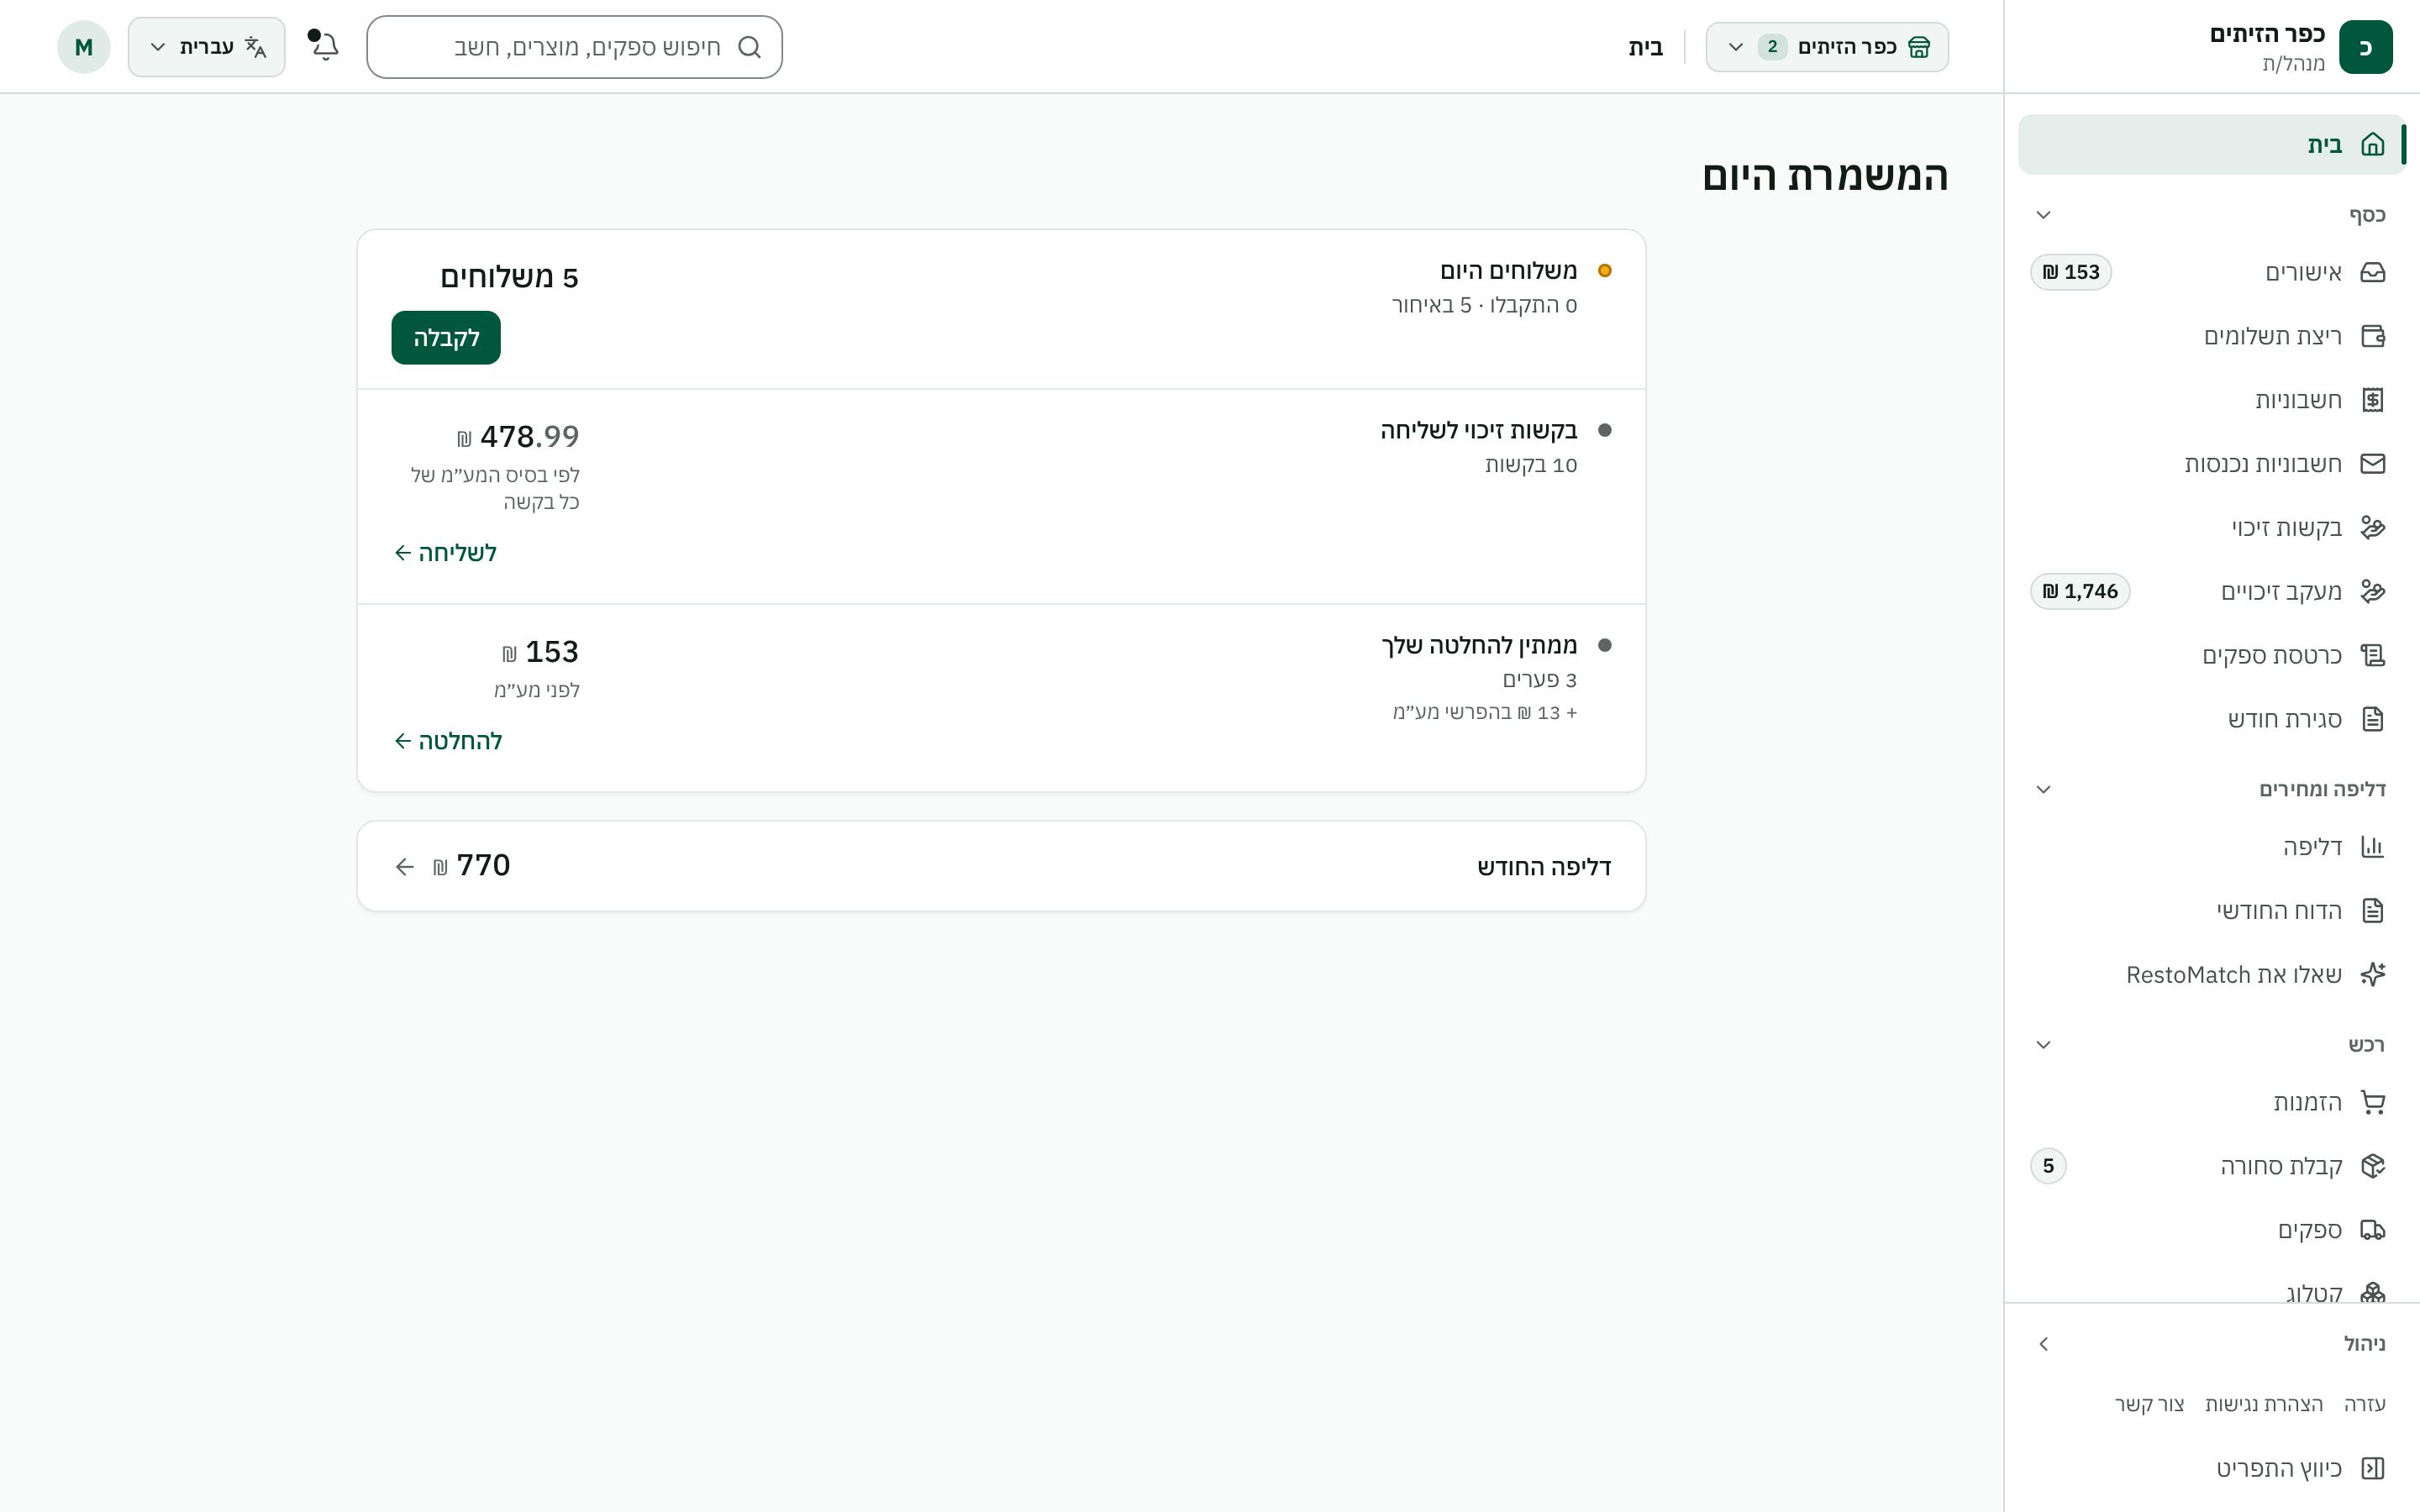 כ
כפר הזיתים
מנהל/ת
כפר הזיתים 2
בית
חיפוש ספקים, מוצרים, חשב
עברית
M
בית
כסף
אישורים 153 ₪
ריצת תשלומים
חשבוניות
חשבוניות נכנסות
בקשות זיכוי
מעקב זיכויים 1,746 ₪
כרטסת ספקים
סגירת חודש
דליפה ומחירים
דליפה
הדוח החודשי
שאלו את RestoMatch
רכש
הזמנות
קבלת סחורה 5
ספקים
קטלוג
ניהול
עזרה הצהרת נגישות צור קשר
כיווץ התפריט
המשמרת היום
משלוחים היום
0 התקבלו · 5 באיחור
5 משלוחים
לקבלה
בקשות זיכוי לשליחה
10 בקשות
478.99 ₪
לפי בסיס המע״מ של
כל בקשה
לשליחה ←
ממתין להחלטה שלך
3 פערים
+ 13 ₪ בהפרשי מע״מ
153 ₪
לפני מע״מ
להחלטה ←
דליפה החודש
770 ₪ ←